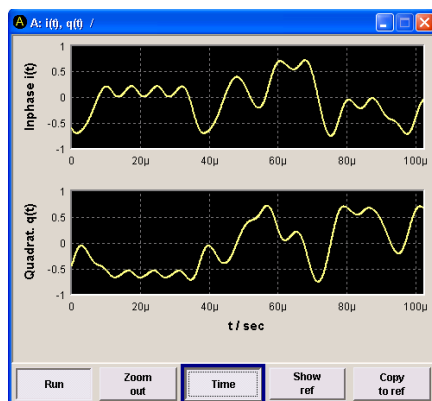 A A: i(t), q(t) /
Inphase i(t)
1
0.5
0
-0.5
-1
0 20µ 40µ 60µ 80µ 100µ
Quadrat. q(t)
1
0.5
0
-0.5
-1
0 20µ 40µ 60µ 80µ 100µ
t / sec
Run
Zoom
out
Time
Show
ref
Copy
to ref